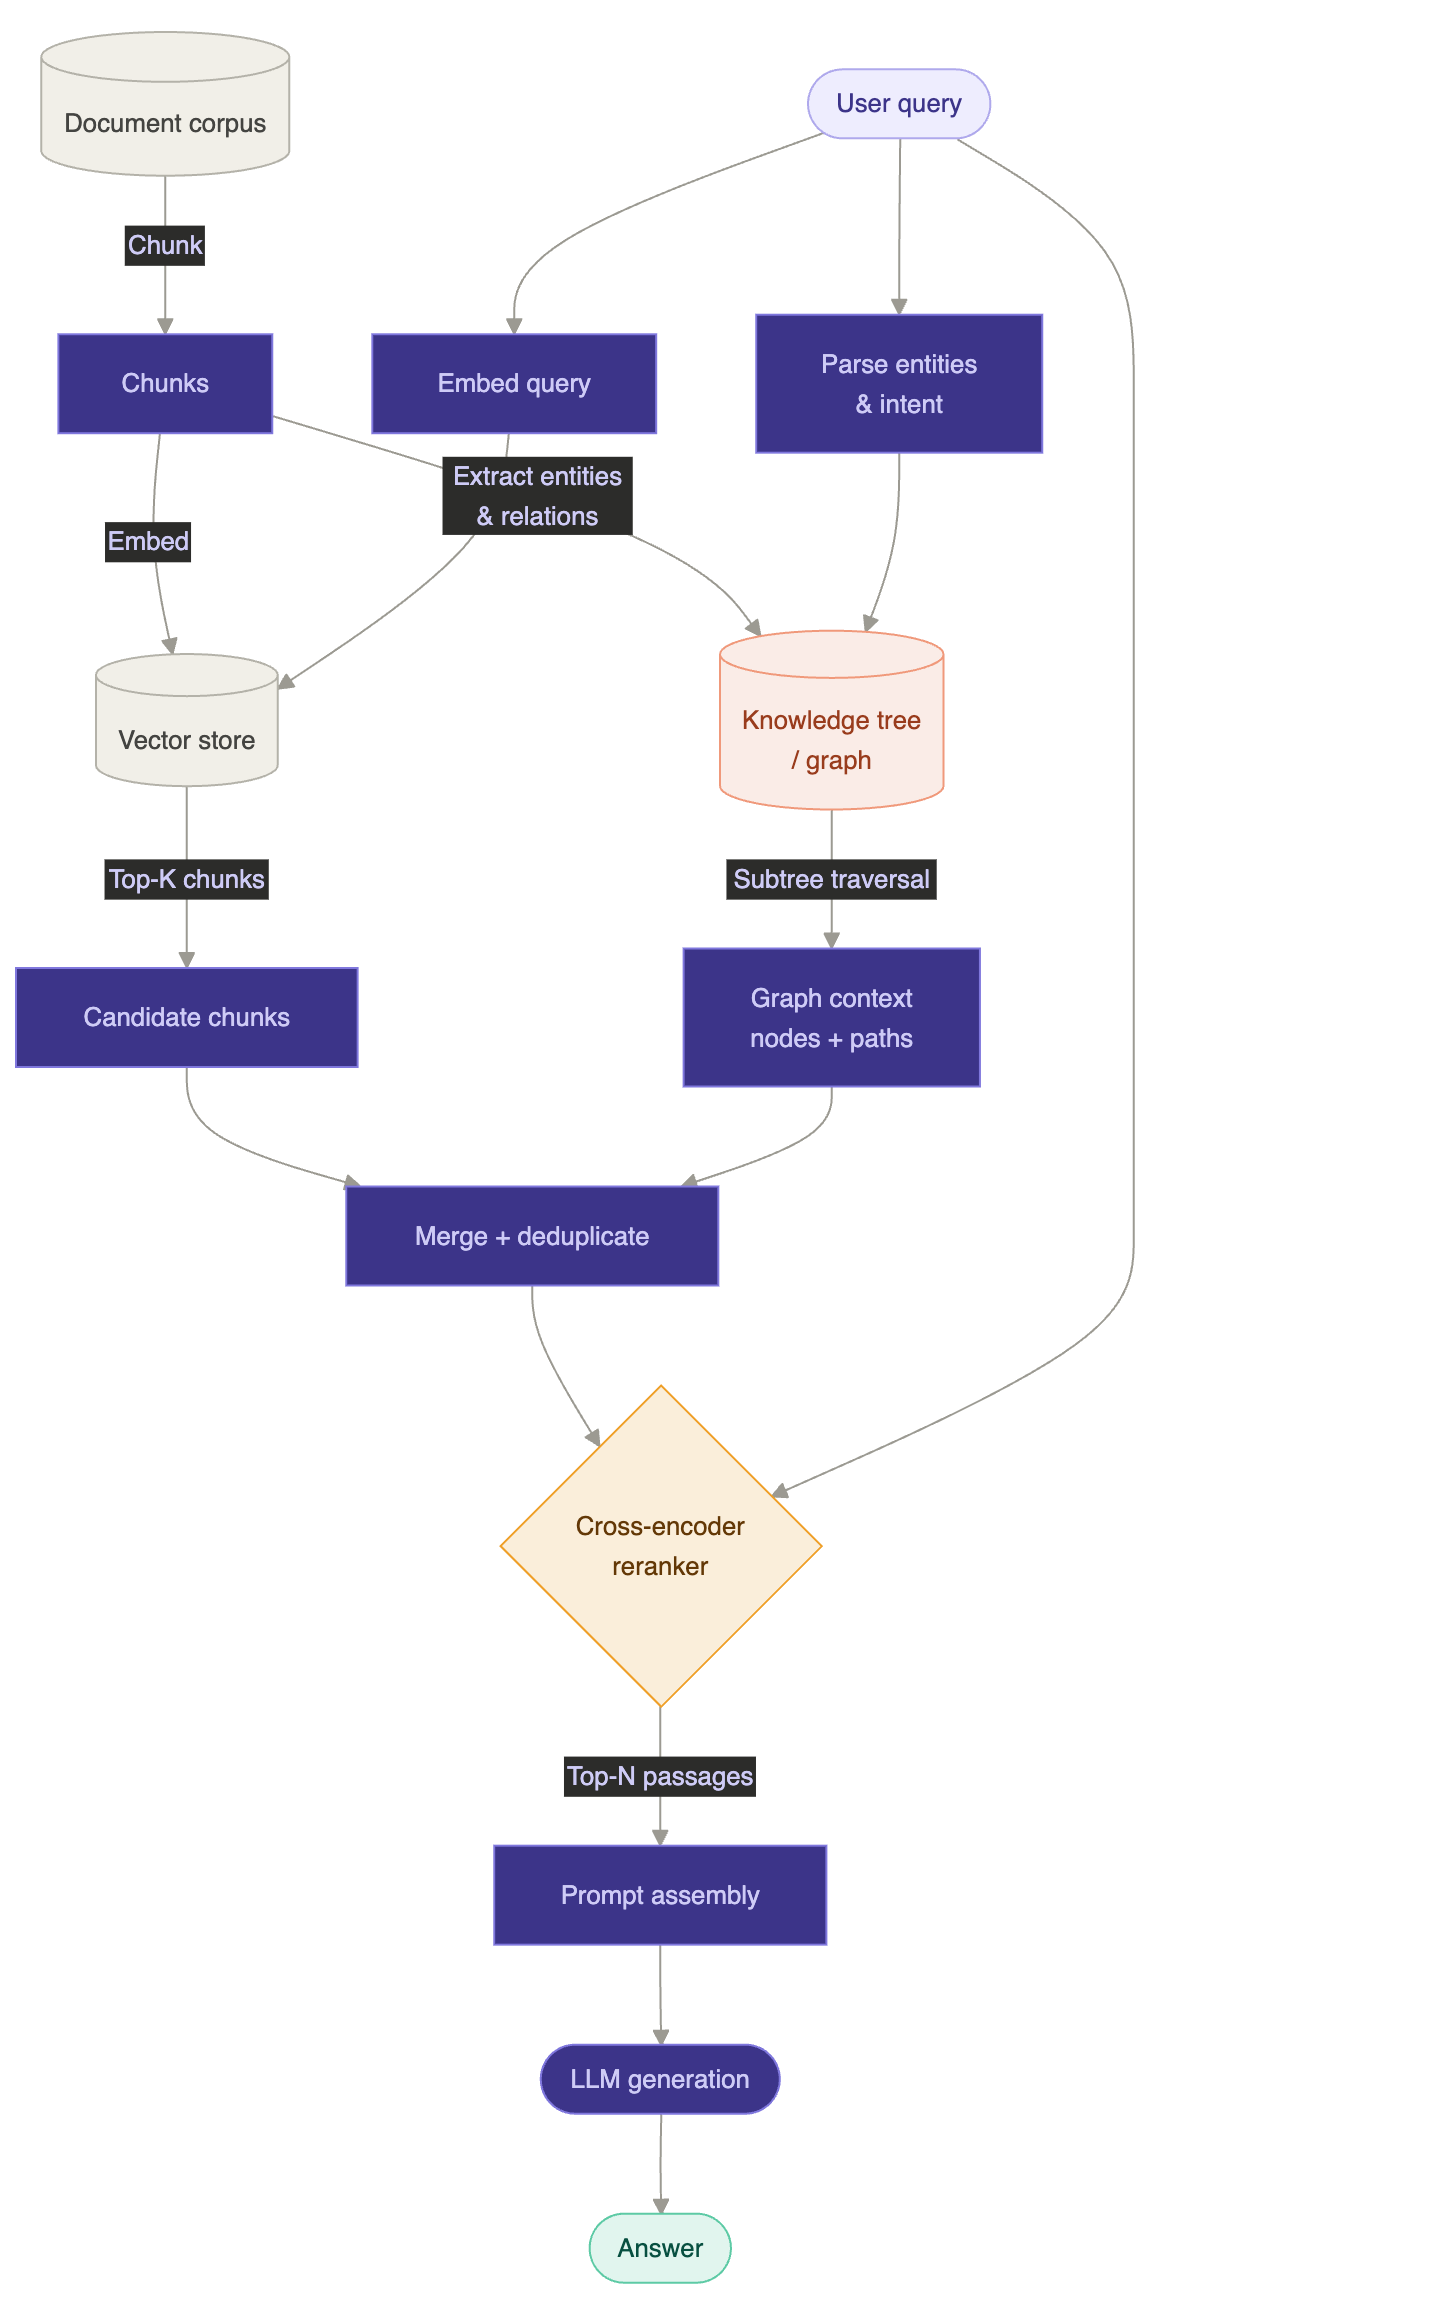 Document corpus
User query
Chunk
Chunks
Embed query
Parse entities
& intent
Extract entities
& relations
Embed
Vector store
Knowledge tree
/ graph
Top-K chunks
Subtree traversal
Candidate chunks
Graph context
nodes + paths
Merge + deduplicate
Cross-encoder
reranker
Top-N passages
Prompt assembly
LLM generation
Answer